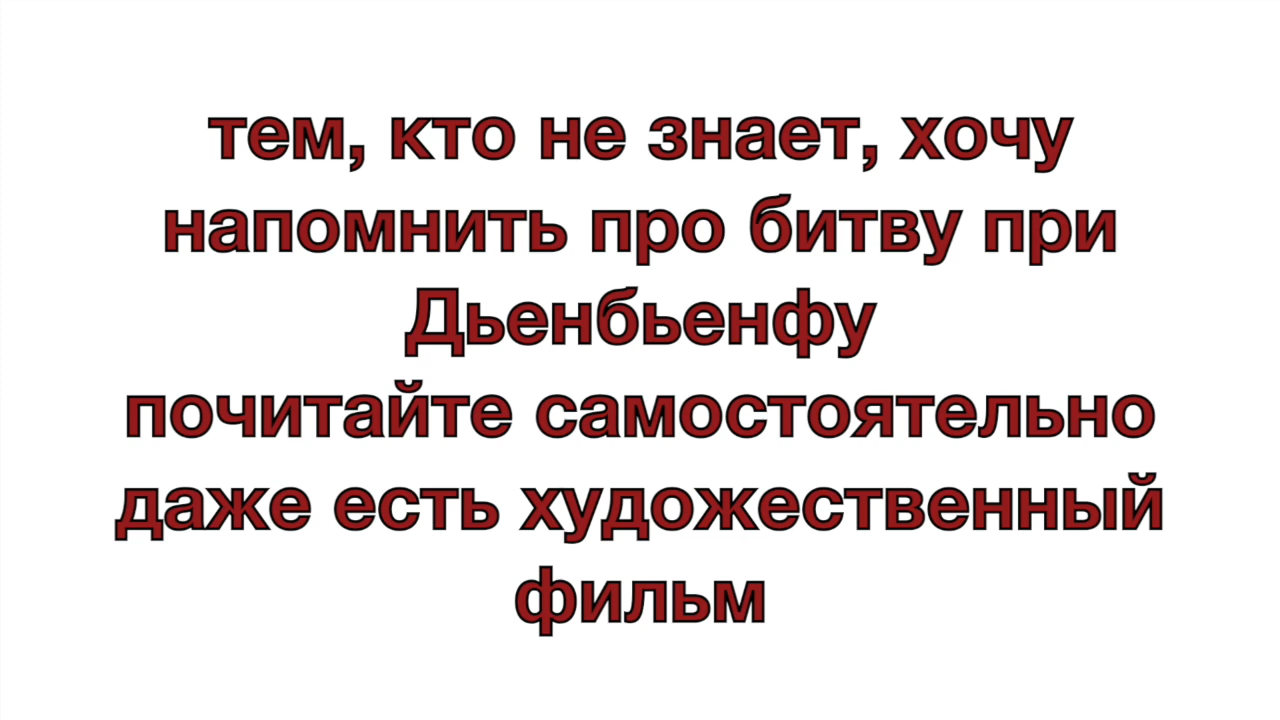 тем, кто не знает, хочу
напомнить про битву при
Дьенбьенфу
почитайте самостоятельно
даже есть художественный
фильм